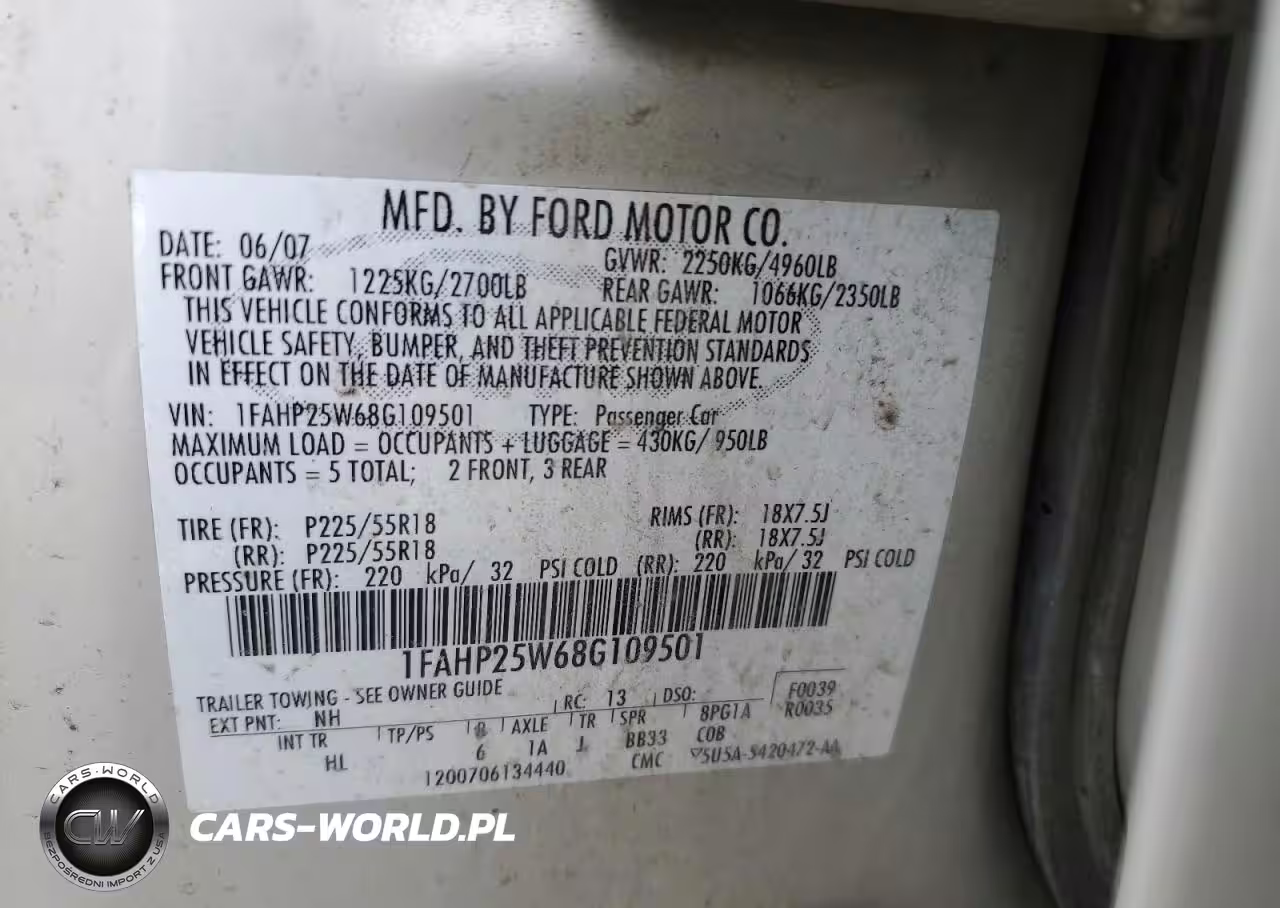 MFD. BY FORD MOTOR CO.
DATE: 06/07 GVWR: 2250KG/4960LB
FRONT GAWR: 1225KG/2700LB REAR GAWR: 1066KG/2350LB
THIS VEHICLE CONFORMS TO ALL APPLICABLE FEDERAL MOTOR
VEHICLE SAFETY, BUMPER, AND THEFT PREVENTION STANDARDS
IN EFFECT ON THE DATE OF MANUFACTURE SHOWN ABOVE.
VIN: 1FAHP25W68G109501 TYPE: Passenger Car
MAXIMUM LOAD = OCCUPANTS + LUGGAGE = 430KG/ 950LB
OCCUPANTS = 5 TOTAL; 2 FRONT, 3 REAR
TIRE (FR): P225/55R18 RIMS (FR): 18X7.5J
(RR): P225/55R18 (RR): 18X7.5J
PRESSURE (FR): 220 kPa/ 32 PSI COLD (RR): 220 kPa/ 32 PSI COLD
1FAHP25W68G109501
TRAILER TOWING - SEE OWNER GUIDE
EXT PNT: NH RC: 13 DSO: F0039
R0035
INT TR TP/PS R AXLE TR SPR 8PG1A
HL 6 1A J BB33 COB
1200706134440 CMC 5U5A-5420472-AA
CARS-WORLD
CW
BEZPOŚREDNI IMPORT Z USA
CARS-WORLD.PL